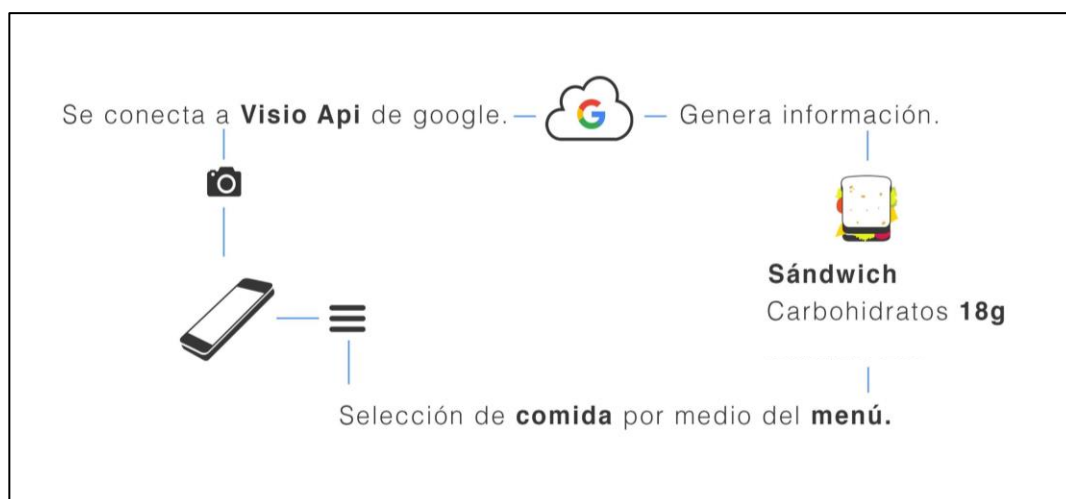 Se conecta a Visio Api de google.
Genera información.
Sándwich
Carbohidratos 18g
Selección de comida por medio del menú.